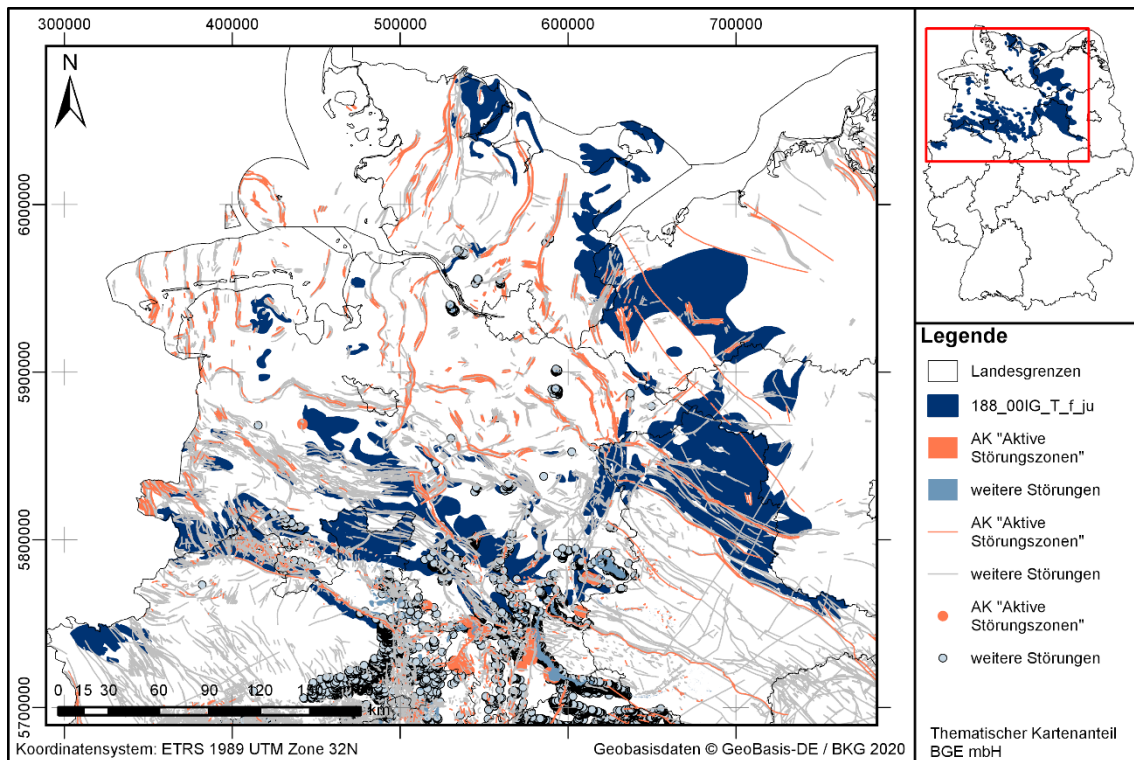 300000 400000 500000 600000 700000
N
6000000
5900000
5800000
5700000
0 15 30 60 90 120
km
Koordinatensystem: ETRS 1989 UTM Zone 32N
Geobasisdaten © GeoBasis-DE / BKG 2020
Legende
Landesgrenzen
188_00IG_T_f_ju
AK "Aktive
Störungszonen"
weitere Störungen
AK "Aktive
Störungszonen"
weitere Störungen
AK "Aktive
Störungszonen"
weitere Störungen
Thematischer Kartenanteil
BGE mbH